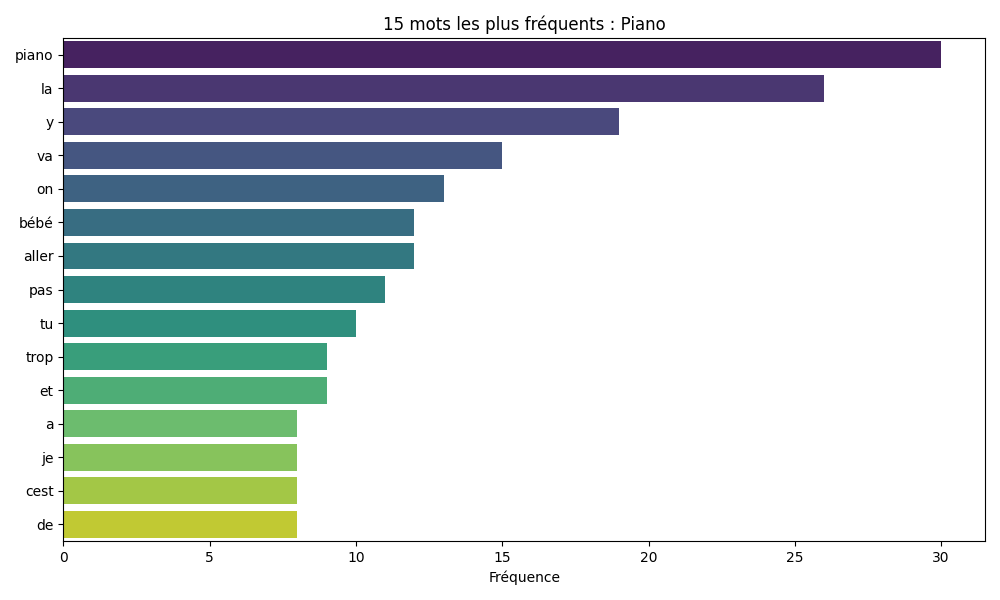 15 mots les plus fréquents : Piano
piano
la
y
va
on
bébé
aller
pas
tu
trop
et
a
je
cest
de
0 5 10 15 20 25 30
Fréquence